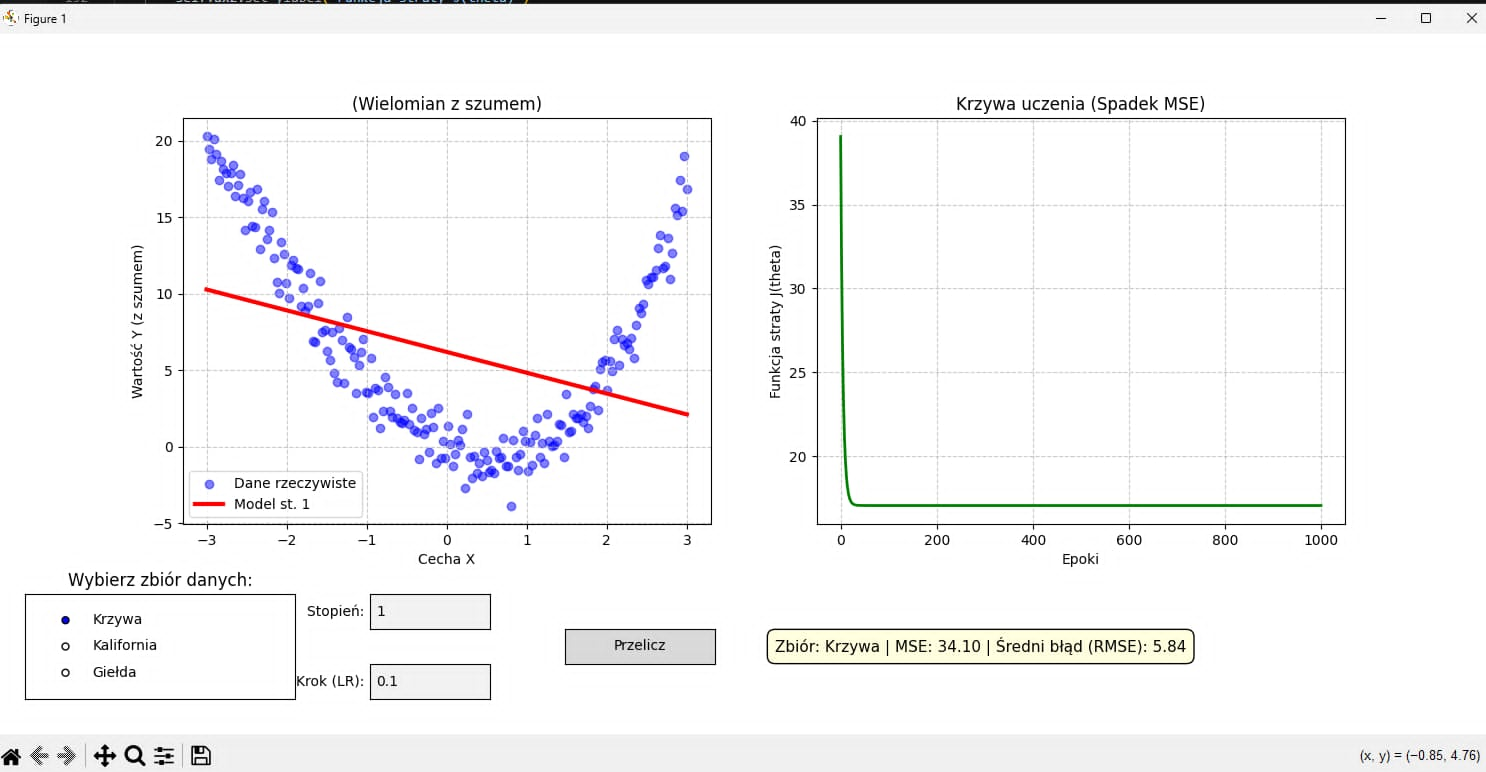 Figure 1
(Wielomian z szumem)
Wartość Y (z szumem)
20
15
10
5
0
−5
−3
−2
−1
0
1
2
3
Cecha X
Dane rzeczywiste
Model st. 1
Krzywa uczenia (Spadek MSE)
Funkcja straty J(theta)
40
35
30
25
20
0
200
400
600
800
1000
Epoki
Wybierz zbiór danych:
Krzywa
Kalifornia
Giełda
Stopień: 1
Krok (LR): 0.1
Przelicz
Zbiór: Krzywa | MSE: 34.10 | Średni błąd (RMSE): 5.84
(x, y) = (−0.85, 4.76)